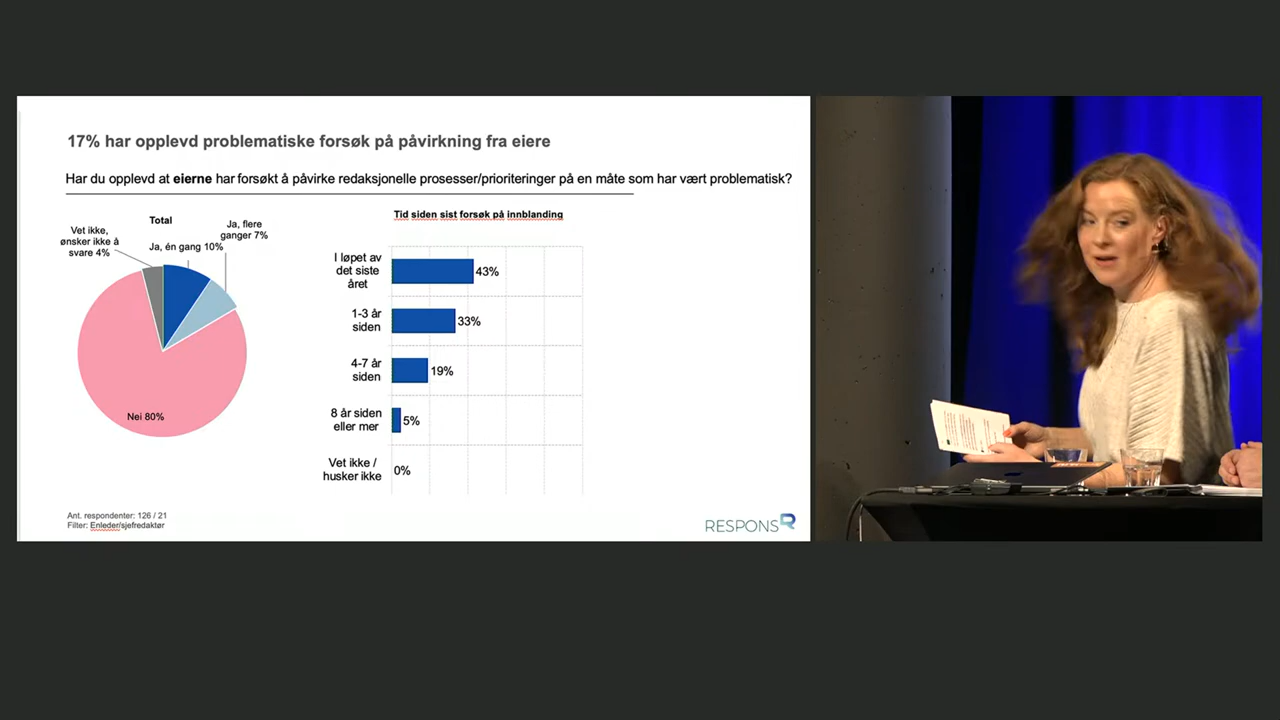 17% har opplevd problematiske forsøk på påvirkning fra eiere
Har du opplevd at eierne har forsøkt å påvirke redaksjonelle prosesser/prioriteringer på en måte som har vært problematisk?
Total
Vet ikke,
ønsker ikke å
svare 4%
Ja, én gang 10%
Ja, flere
ganger 7%
Nei 80%
Tid siden sist forsøk på innblanding
I løpet av
det siste
året
43%
1-3 år
siden
33%
4-7 år
siden
19%
8 år siden
eller mer
5%
Vet ikke /
husker ikke
0%
Ant. respondenter: 126 / 21
Filter: Enleder/sjefredaktør
RESPONS